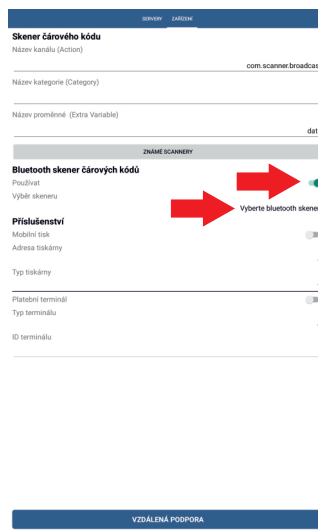 SERVERY ZAŘÍZENÍ
Skener čárového kódu
Název kanálu (Action)
com.scanner.broadcas
Název kategorie (Category)
Název proměnné (Extra Variable)
dat
ZNÁMÉ SCANNERY
Bluetooth skener čárových kódů
Používat
Výběr skeneru
Vyberte bluetooth skener
Příslušenství
Mobilní tisk
Adresa tiskárny
Typ tiskárny
Platební terminál
Typ terminálu
ID terminálu
VZDÁLENÁ PODPORA